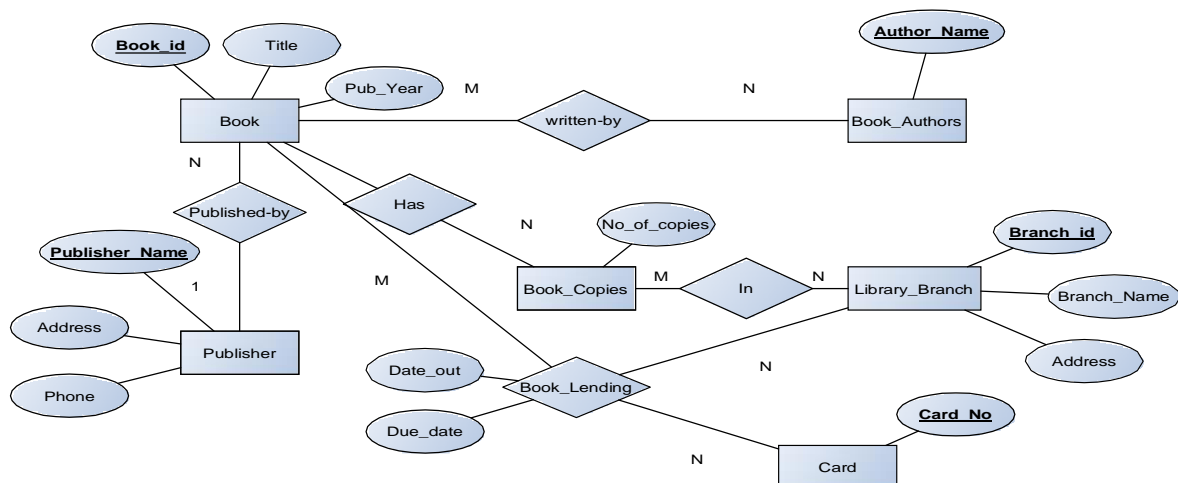 Author_Name
Book_id
Title
Pub_Year
M
N
Book
written-by
Book_Authors
N
Has
Published-by
No_of_copies
N
Branch_id
Publisher_Name
M
M
N
1
Book_Copies
In
Library_Branch
Branch_Name
Address
Publisher
Address
Date_out
N
Book_Lending
Phone
Card_No
Due_date
N
Card